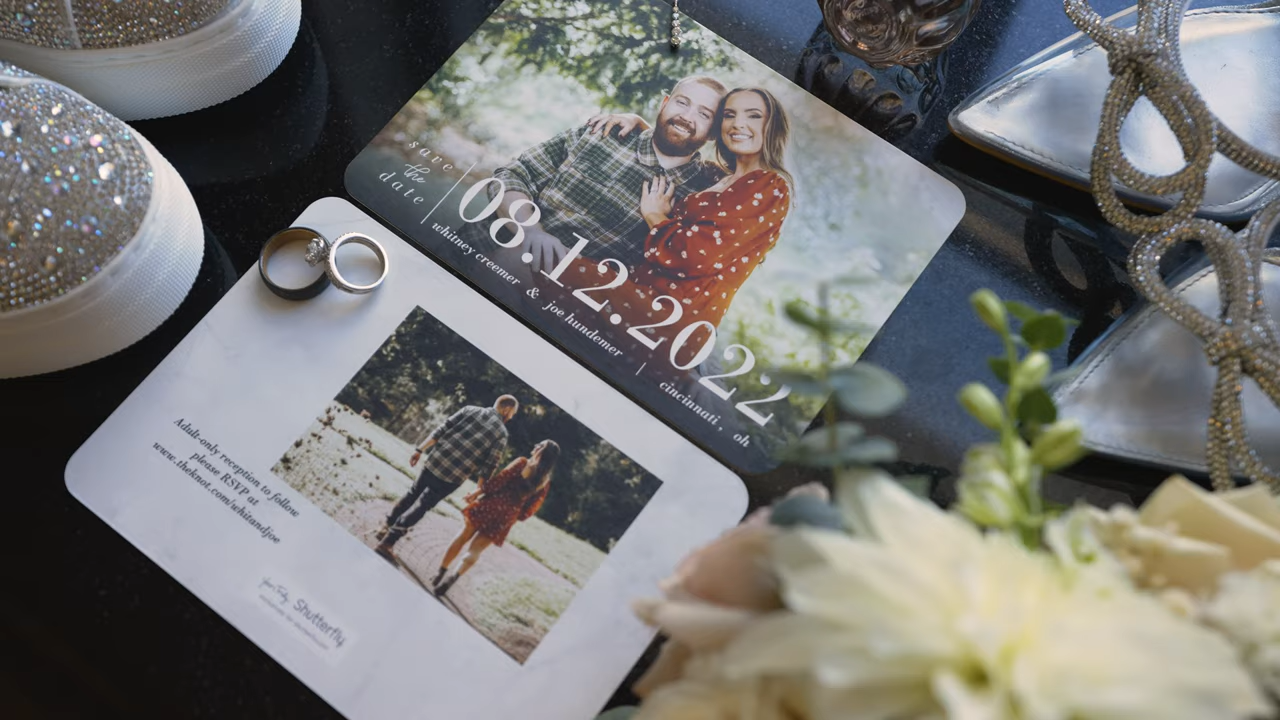 save
the
date
08.12.2022
whitney creemer & joe hundemer | cincinnati, oh
Adult-only reception to follow
please RSVP at
www.theknot.com/whitandjoe
Shutterfly